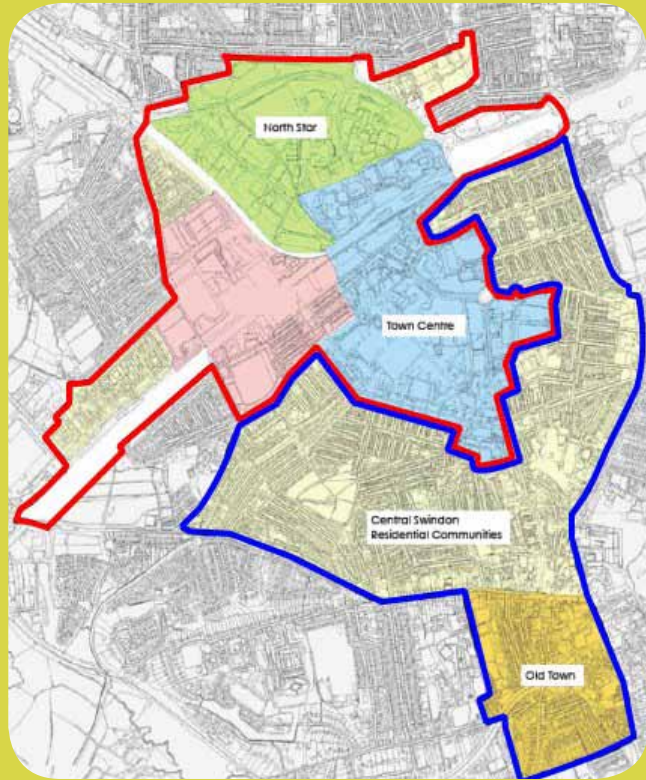 North Star
Town Centre
Central Swindon
Residential Communities
Old Town